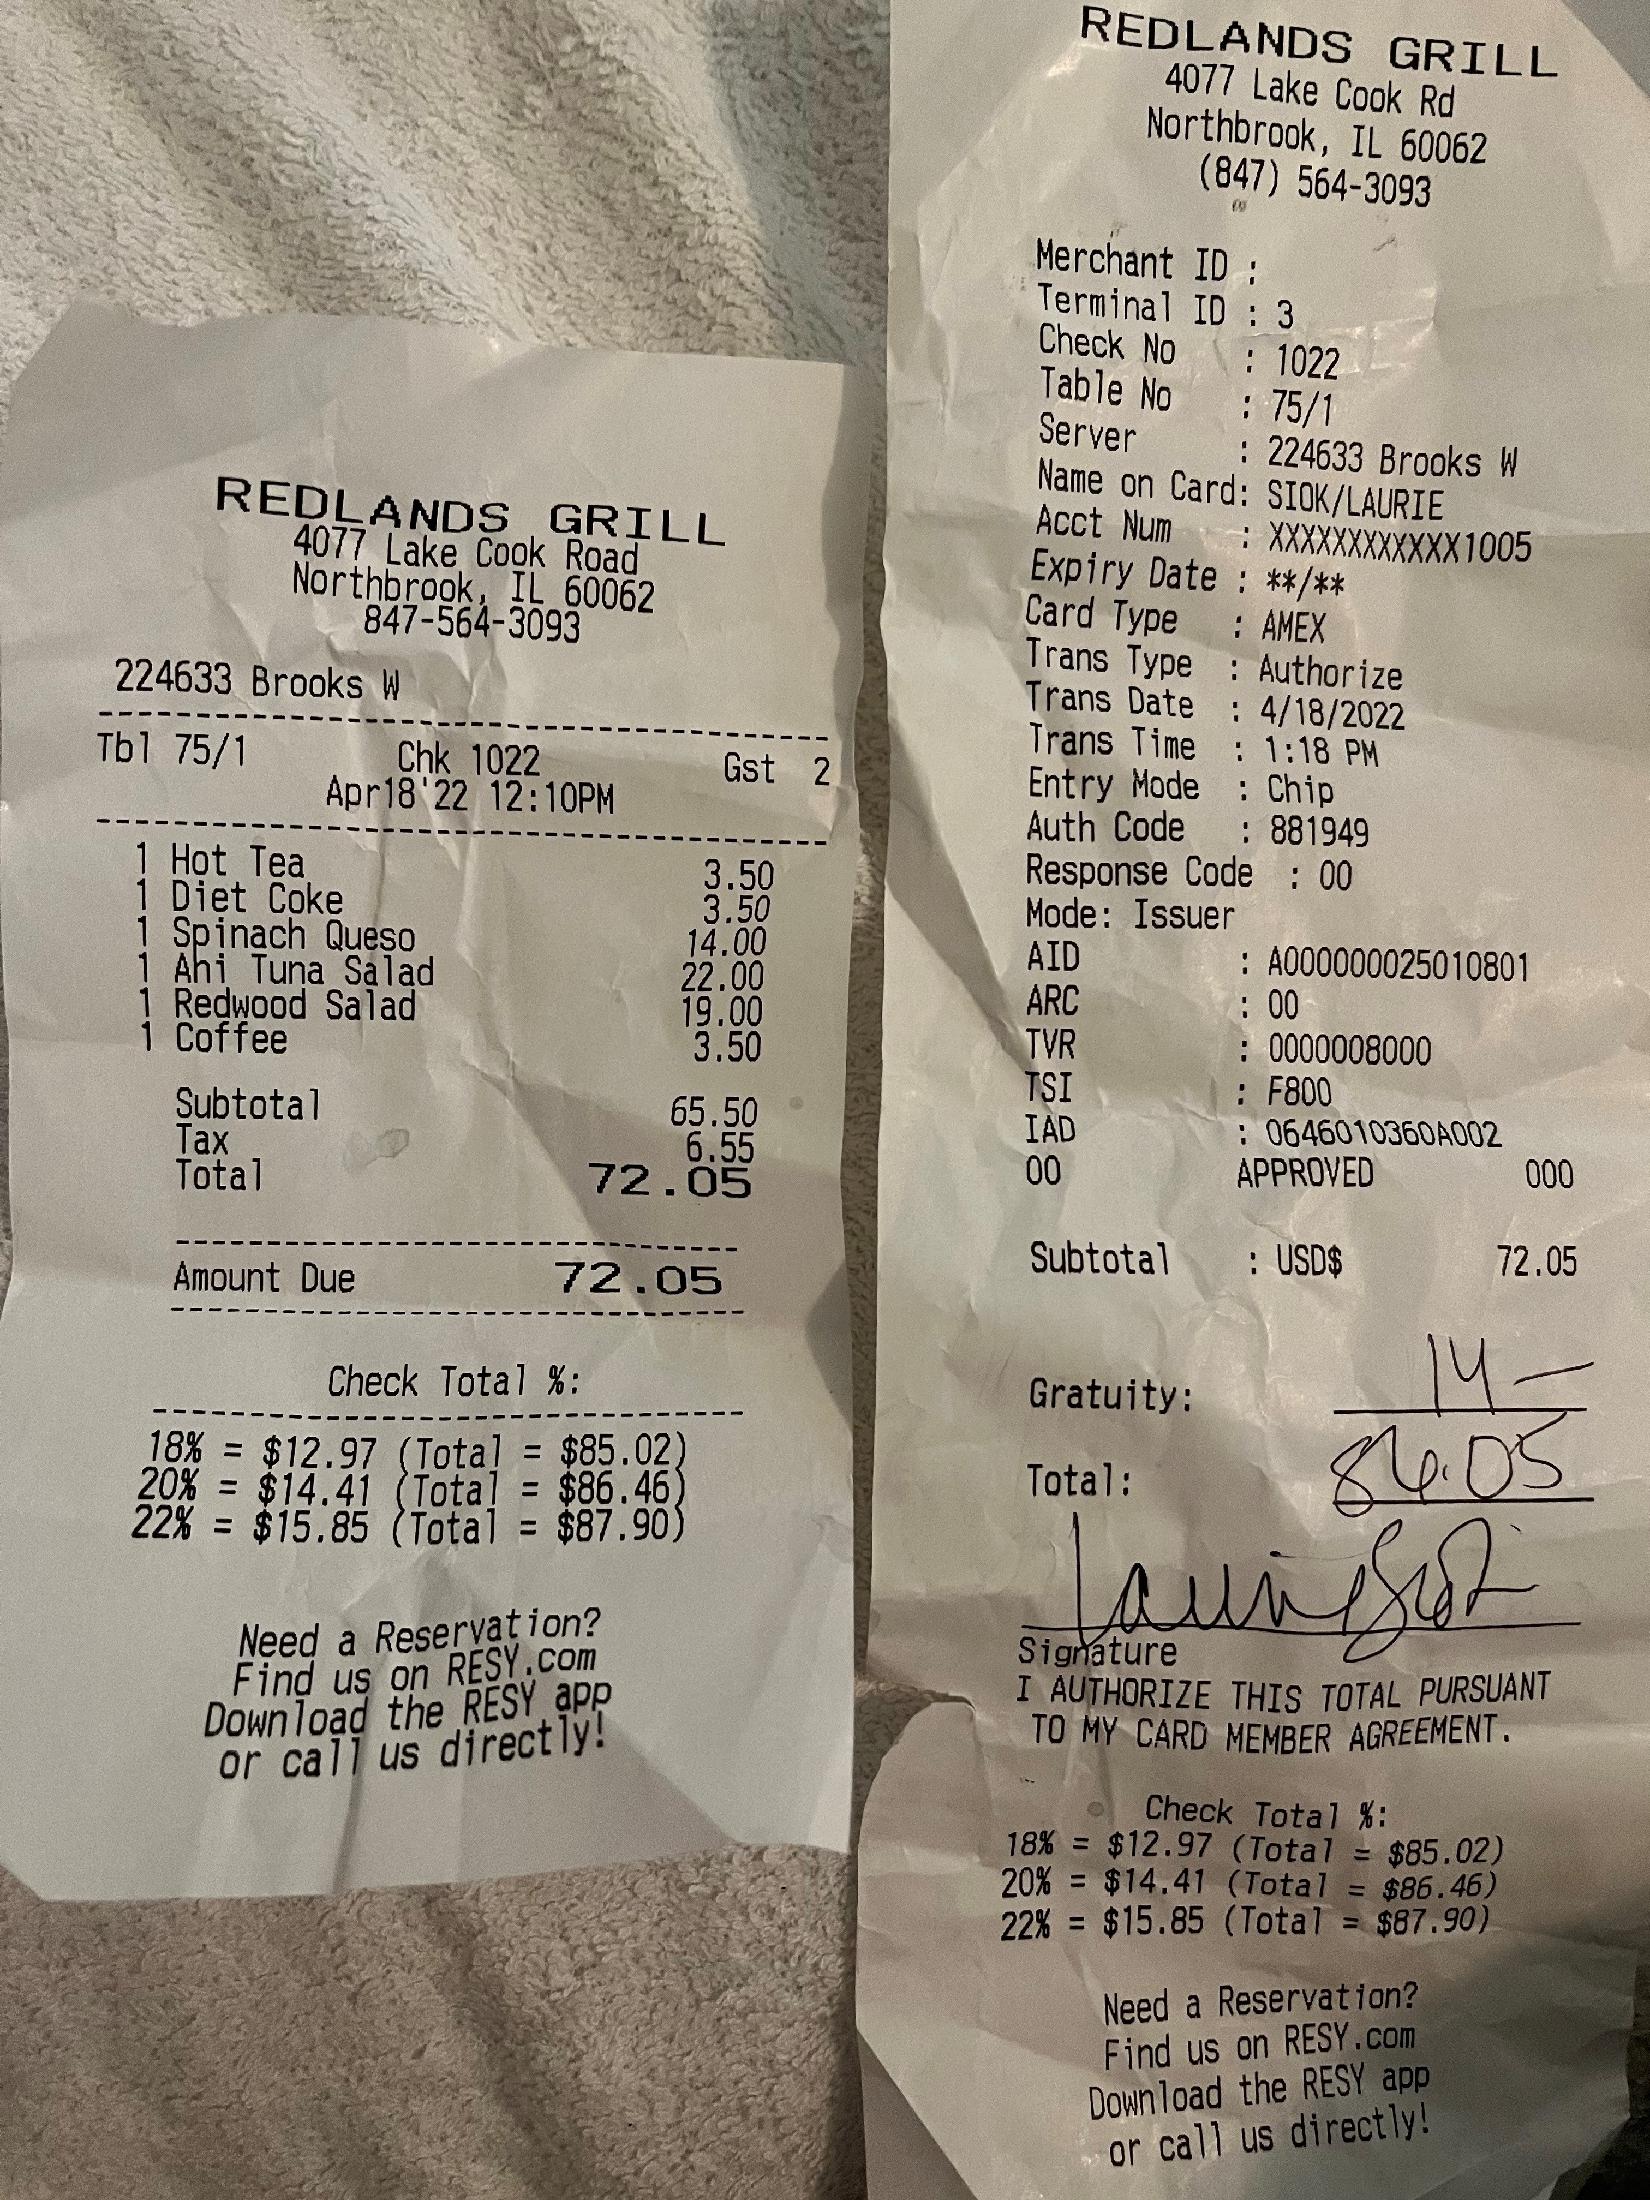 REDLANDS GRILL
4077 Lake Cook Road
Northbrook, IL 60062
847-564-3093
224633 Brooks W
Tbl 75/1 Chk 1022 Gst 2
Apr18'22 12:10PM
1 Hot Tea 3.50
1 Diet Coke 3.50
1 Spinach Queso 14.00
1 Ahi Tuna Salad 22.00
1 Redwood Salad 19.00
1 Coffee 3.50
Subtotal 65.50
Tax 6.55
Total 72.05
Amount Due 72.05
Check Total %:
18% = $12.97 (Total = $85.02)
20% = $14.41 (Total = $86.46)
22% = $15.85 (Total = $87.90)
Need a Reservation?
Find us on RESY.com
Download the RESY app
or call us directly!
REDLANDS GRILL
4077 Lake Cook Rd
Northbrook, IL 60062
(847) 564-3093
Merchant ID :
Terminal ID : 3
Check No : 1022
Table No : 75/1
Server : 224633 Brooks W
Name on Card: SIOK/LAURIE
Acct Num : XXXXXXXXXXX1005
Expiry Date : **/**
Card Type : AMEX
Trans Type : Authorize
Trans Date : 4/18/2022
Trans Time : 1:18 PM
Entry Mode : Chip
Auth Code : 881949
Response Code : 00
Mode: Issuer
AID : A000000025010801
ARC : 00
TVR : 0000008000
TSI : F800
IAD : 0646010360A002
00 APPROVED 000
Subtotal : USD$ 72.05
Gratuity: 14—
Total: 86.05
Laurie Siok
Signature
I AUTHORIZE THIS TOTAL PURSUANT
TO MY CARD MEMBER AGREEMENT.
Check Total %:
18% = $12.97 (Total = $85.02)
20% = $14.41 (Total = $86.46)
22% = $15.85 (Total = $87.90)
Need a Reservation?
Find us on RESY.com
Download the RESY app
or call us directly!